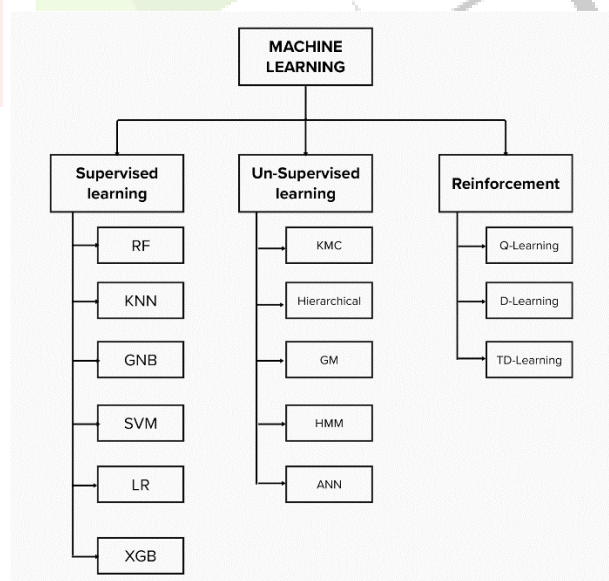 MACHINE
LEARNING
Supervised
learning
RF
KNN
GNB
SVM
LR
XGB
Un-Supervised
learning
KMC
Hierarchical
GM
HMM
ANN
Reinforcement
Q-Learning
D-Learning
TD-Learning